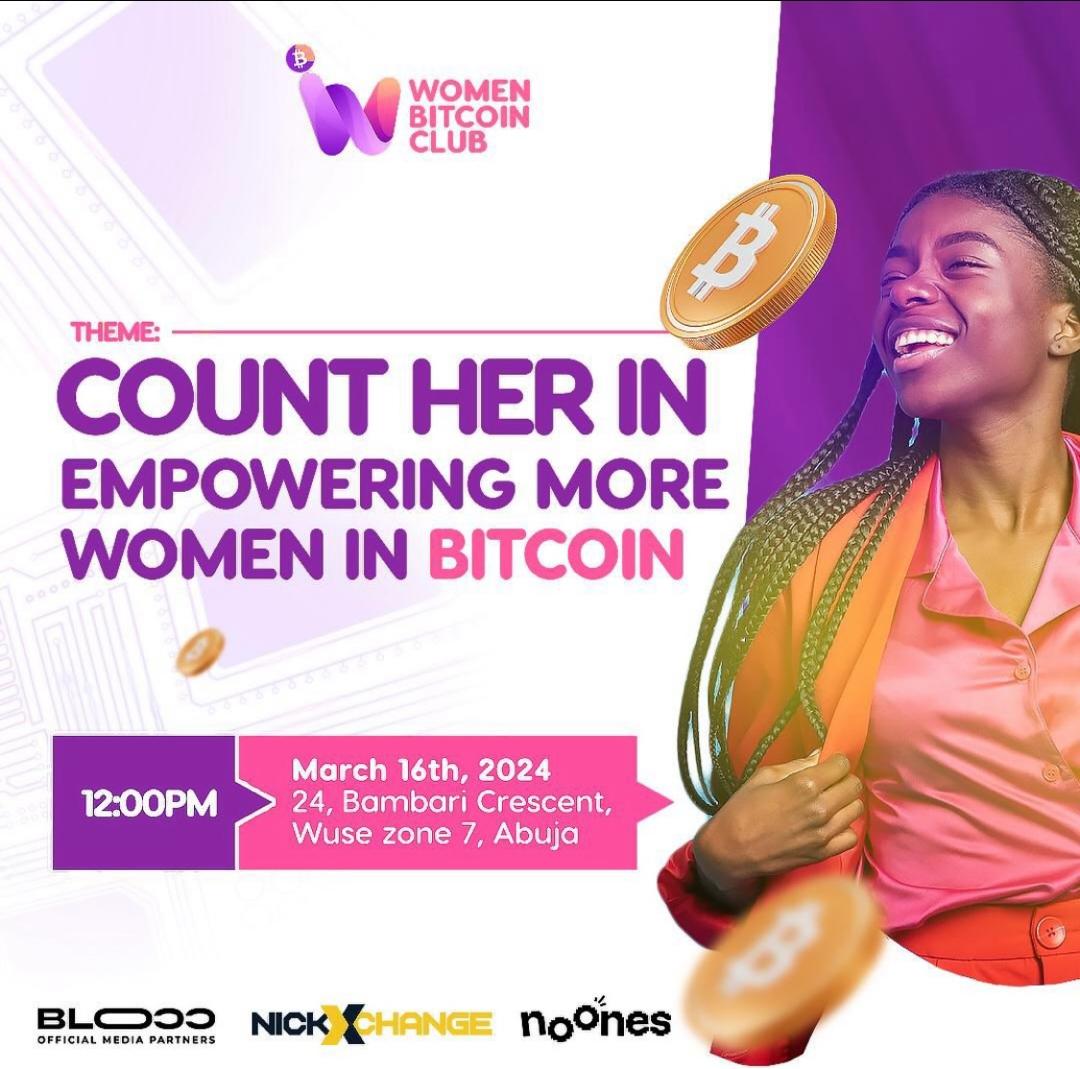 WOMEN
BITCOIN
CLUB
THEME:
COUNT HER IN
EMPOWERING MORE
WOMEN IN BITCOIN
12:00PM
March 16th, 2024
24, Bambari Crescent,
Wuse zone 7, Abuja
OFFICIAL MEDIA PARTNERS
NICKXCHANGE
noones